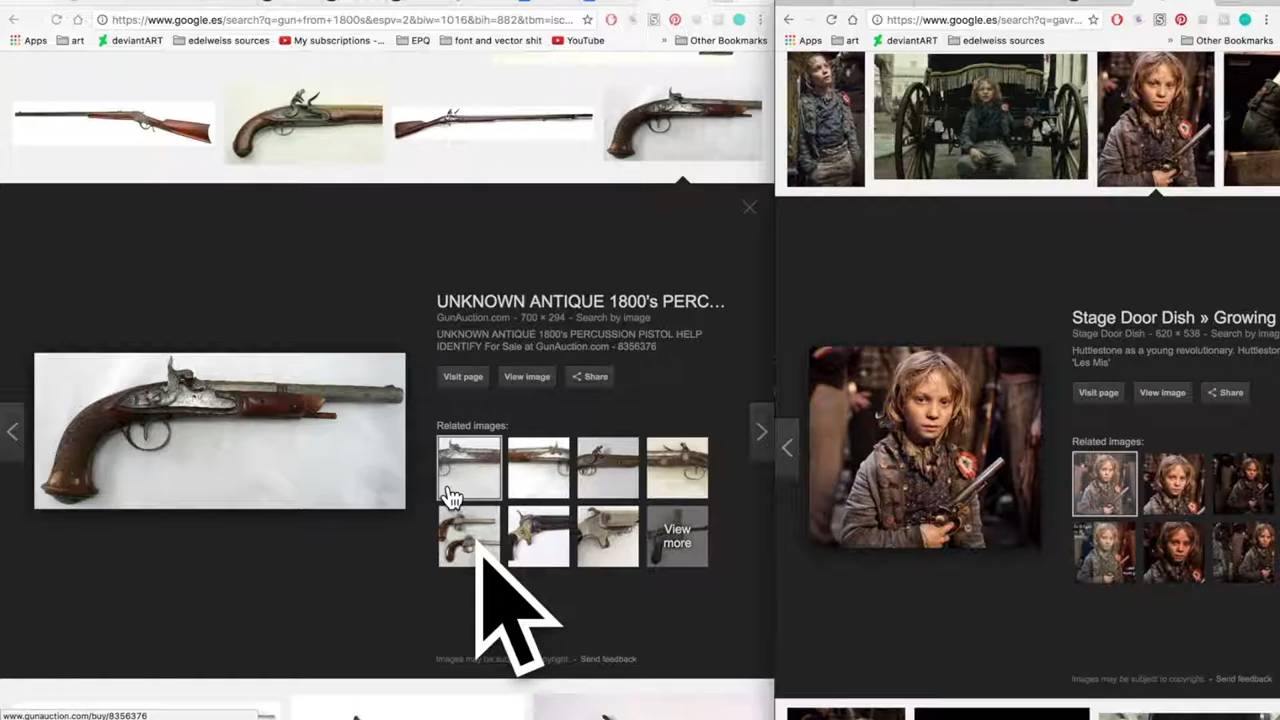 https://www.google.es/search?q=gun+from+1800s&espv=2&biw=1016&bih=882&tbm=isc...
Apps
art
deviantART
edelweiss sources
My subscriptions -...
EPQ
font and vector shit
YouTube
»
Other Bookmarks
UNKNOWN ANTIQUE 1800's PERC...
GunAuction.com - 700 × 294 - Search by image
UNKNOWN ANTIQUE 1800's PERCUSSION PISTOL HELP
IDENTIFY For Sale at GunAuction.com - 8356376
Visit page
View image
Share
Related images:
View
more
Images may be copyright. - Send feedback
www.gunauction.com/buy/8356376
https://www.google.es/search?q=gavr...
Apps
art
deviantART
edelweiss sources
»
Other Bookmarks
Stage Door Dish » Growing
Stage Door Dish - 620 × 538 - Search by image
Huttlestone as a young revolutionary. Huttlestor
'Les Mis'
Visit page
View image
Share
Related images:
Images may be subject to copyright. - Send feedback